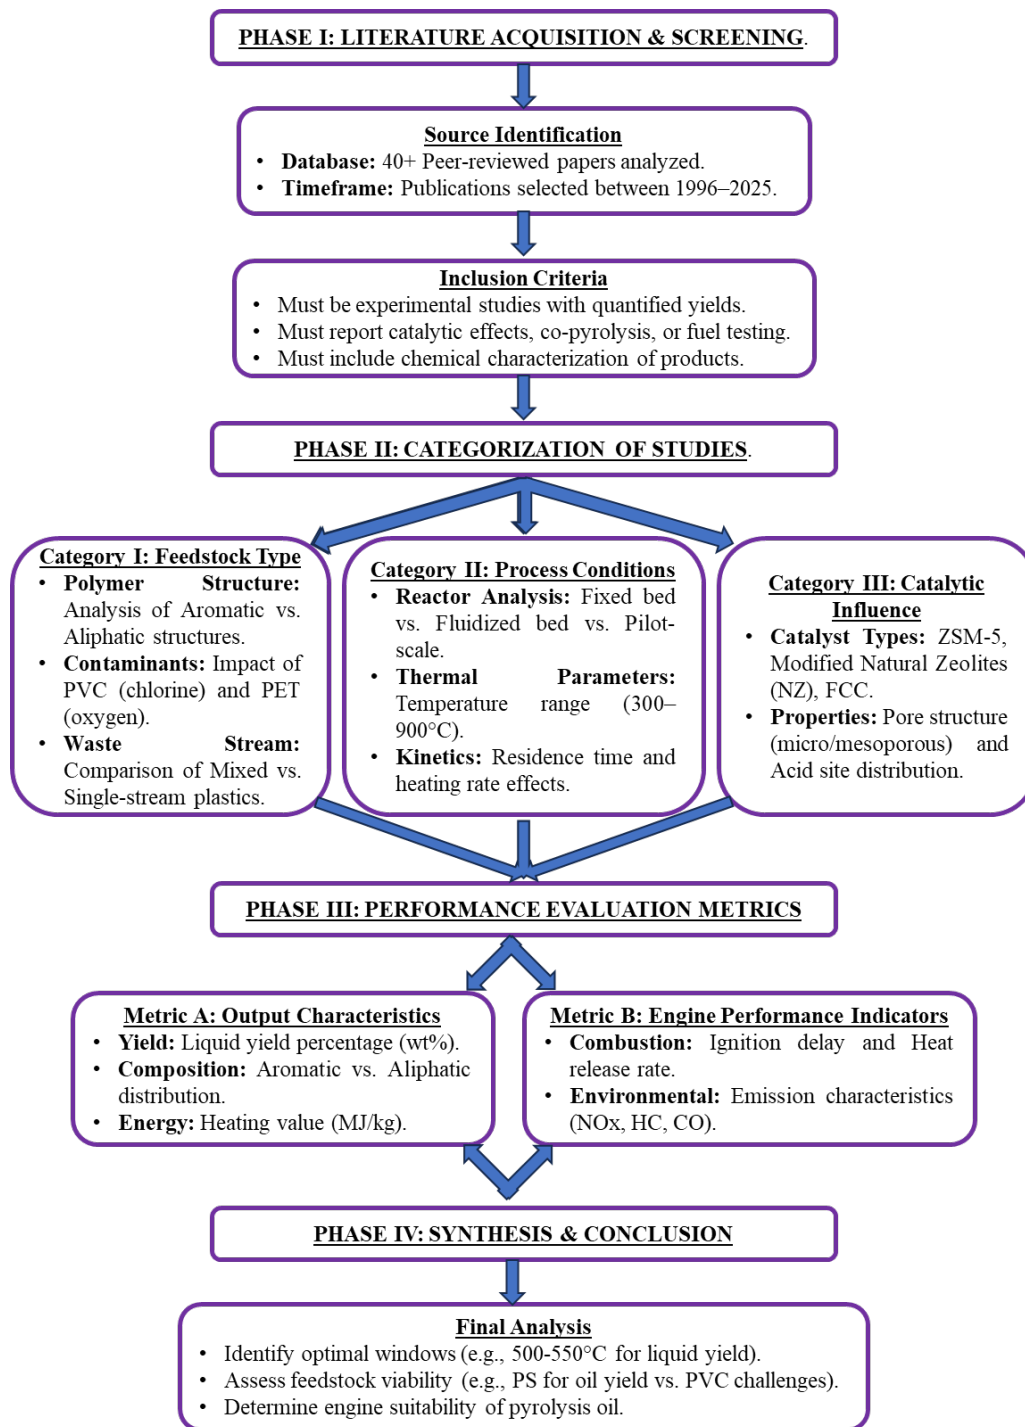 PHASE I: LITERATURE ACQUISITION & SCREENING.
Source Identification
• Database: 40+ Peer-reviewed papers analyzed.
• Timeframe: Publications selected between 1996–2025.
Inclusion Criteria
• Must be experimental studies with quantified yields.
• Must report catalytic effects, co-pyrolysis, or fuel testing.
• Must include chemical characterization of products.
PHASE II: CATEGORIZATION OF STUDIES.
Category I: Feedstock Type
• Polymer Structure:
Analysis of Aromatic vs.
Aliphatic structures.
• Contaminants: Impact of
PVC (chlorine) and PET
(oxygen).
• Waste Stream:
Comparison of Mixed vs.
Single-stream plastics.
Category II: Process Conditions
• Reactor Analysis: Fixed bed
vs. Fluidized bed vs. Pilot-
scale.
• Thermal Parameters:
Temperature range (300–
900°C).
• Kinetics: Residence time and
heating rate effects.
Category III: Catalytic
Influence
• Catalyst Types: ZSM-5,
Modified Natural Zeolites
(NZ), FCC.
• Properties: Pore structure
(micro/mesoporous) and
Acid site distribution.
PHASE III: PERFORMANCE EVALUATION METRICS
Metric A: Output Characteristics
• Yield: Liquid yield percentage (wt%).
• Composition: Aromatic vs. Aliphatic
distribution.
• Energy: Heating value (MJ/kg).
Metric B: Engine Performance Indicators
• Combustion: Ignition delay and Heat
release rate.
• Environmental: Emission characteristics
(NOx, HC, CO).
PHASE IV: SYNTHESIS & CONCLUSION
Final Analysis
• Identify optimal windows (e.g., 500-550°C for liquid yield).
• Assess feedstock viability (e.g., PS for oil yield vs. PVC challenges).
• Determine engine suitability of pyrolysis oil.